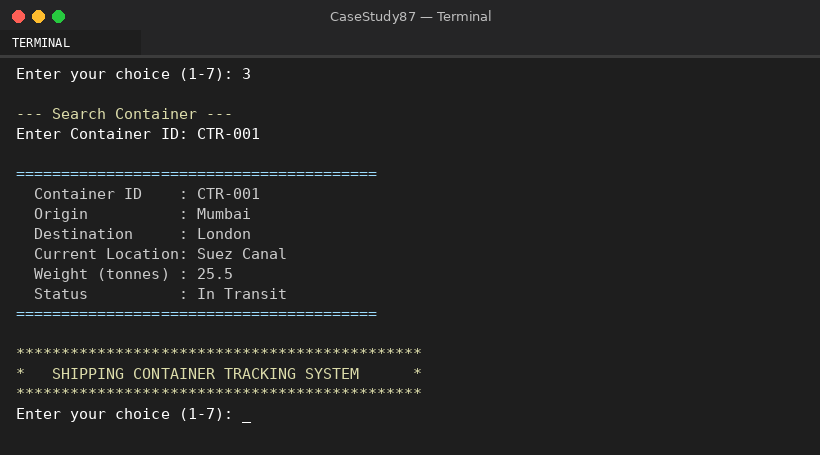 CaseStudy87 — Terminal
TERMINAL
Enter your choice (1-7): 3
--- Search Container ---
Enter Container ID: CTR-001
========================================
  Container ID    : CTR-001
  Origin          : Mumbai
  Destination     : London
  Current Location: Suez Canal
  Weight (tonnes) : 25.5
  Status          : In Transit
========================================
*********************************************
*   SHIPPING CONTAINER TRACKING SYSTEM      *
*********************************************
Enter your choice (1-7): _